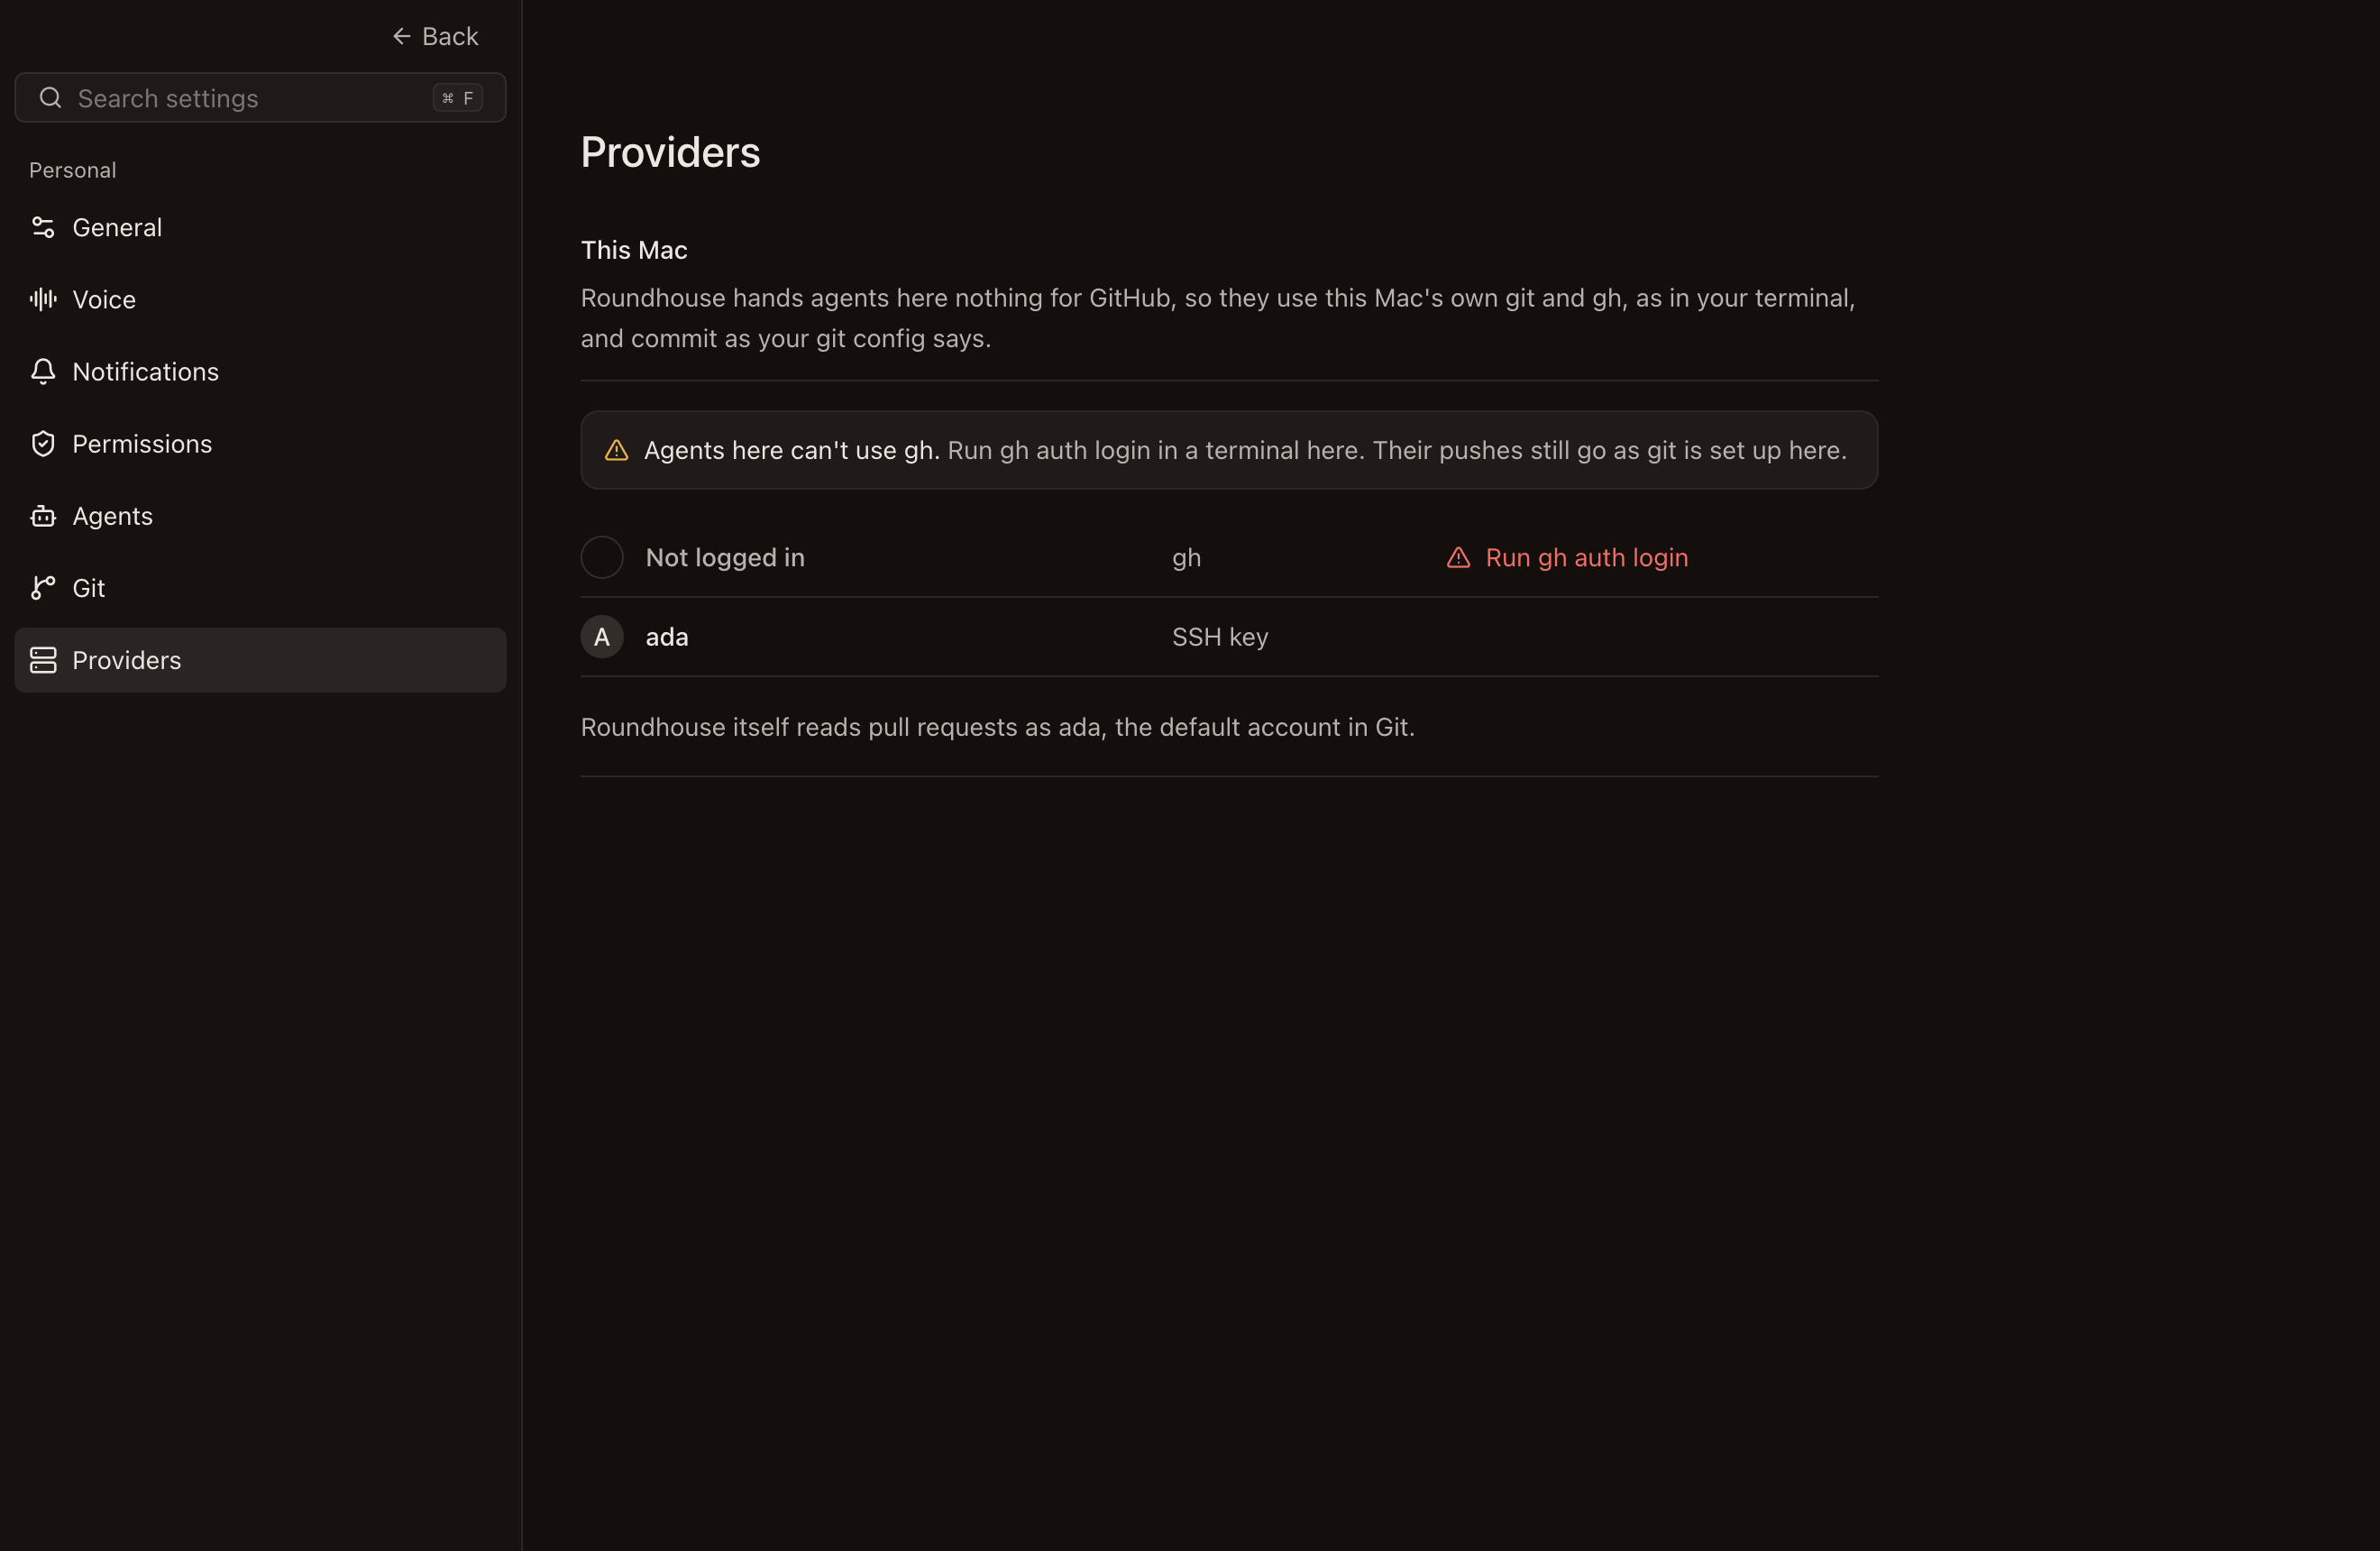 Back
Search settings
⌘ F
Personal
General
Voice
Notifications
Permissions
Agents
Git
Providers
Providers
This Mac
Roundhouse hands agents here nothing for GitHub, so they use this Mac's own git and gh, as in your terminal,
and commit as your git config says.
Agents here can't use gh. Run gh auth login in a terminal here. Their pushes still go as git is set up here.
Not logged in gh Run gh auth login
A ada SSH key
Roundhouse itself reads pull requests as ada, the default account in Git.